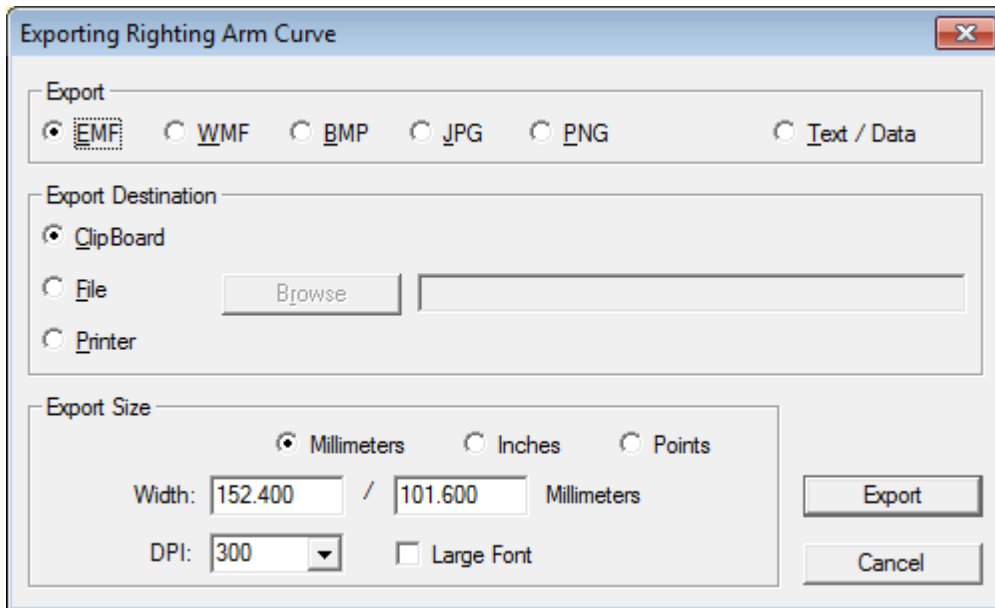 Exporting Righting Arm Curve
Export
EMF WMF BMP JPG PNG Text / Data
Export Destination
ClipBoard
File Browse
Printer
Export Size
Millimeters Inches Points
Width: 152.400 / 101.600 Millimeters Export
DPI: 300 Large Font Cancel